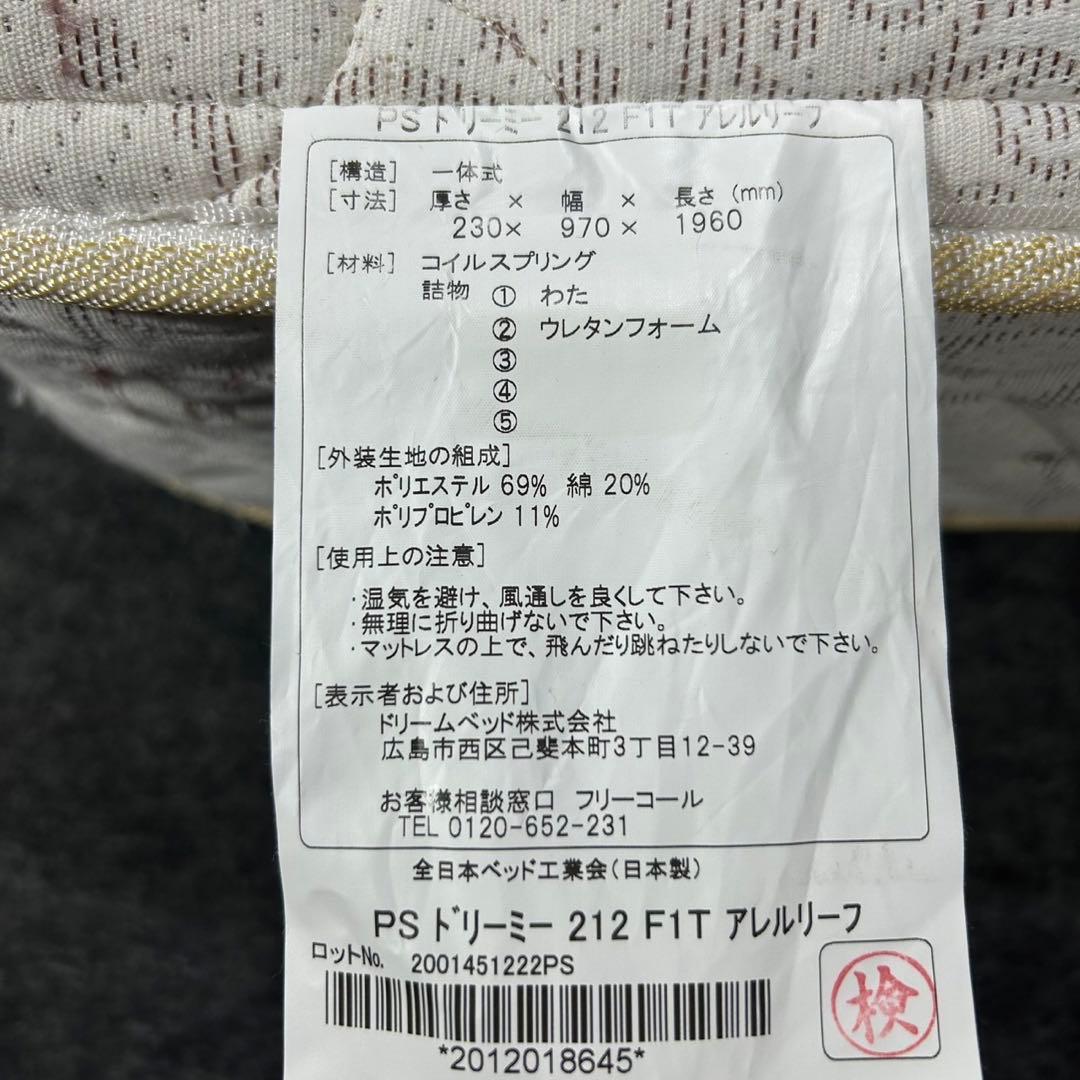 PS ドリーミー 212 F1T アレルリーフ
[構造] 一体式
[寸法] 厚さ × 幅 × 長さ (mm)
230× 970 × 1960
[材料] コイルスプリング
詰物 ① わた
② ウレタンフォーム
③
④
⑤
[外装生地の組成]
ポリエステル 69% 綿 20%
ポリプロピレン 11%
[使用上の注意]
・湿気を避け、風通しを良くして下さい。
・無理に折り曲げないで下さい。
・マットレスの上で、飛んだり跳ねたりしないで下さい。
[表示者および住所]
ドリームベッド株式会社
広島市西区己斐本町3丁目12-39
お客様相談窓口 フリーコール
TEL 0120-652-231
全日本ベッド工業会(日本製)
PS ドリーミー 212 F1T アレルリーフ
ロットNo. 2001451222PS
*2012018645*
検